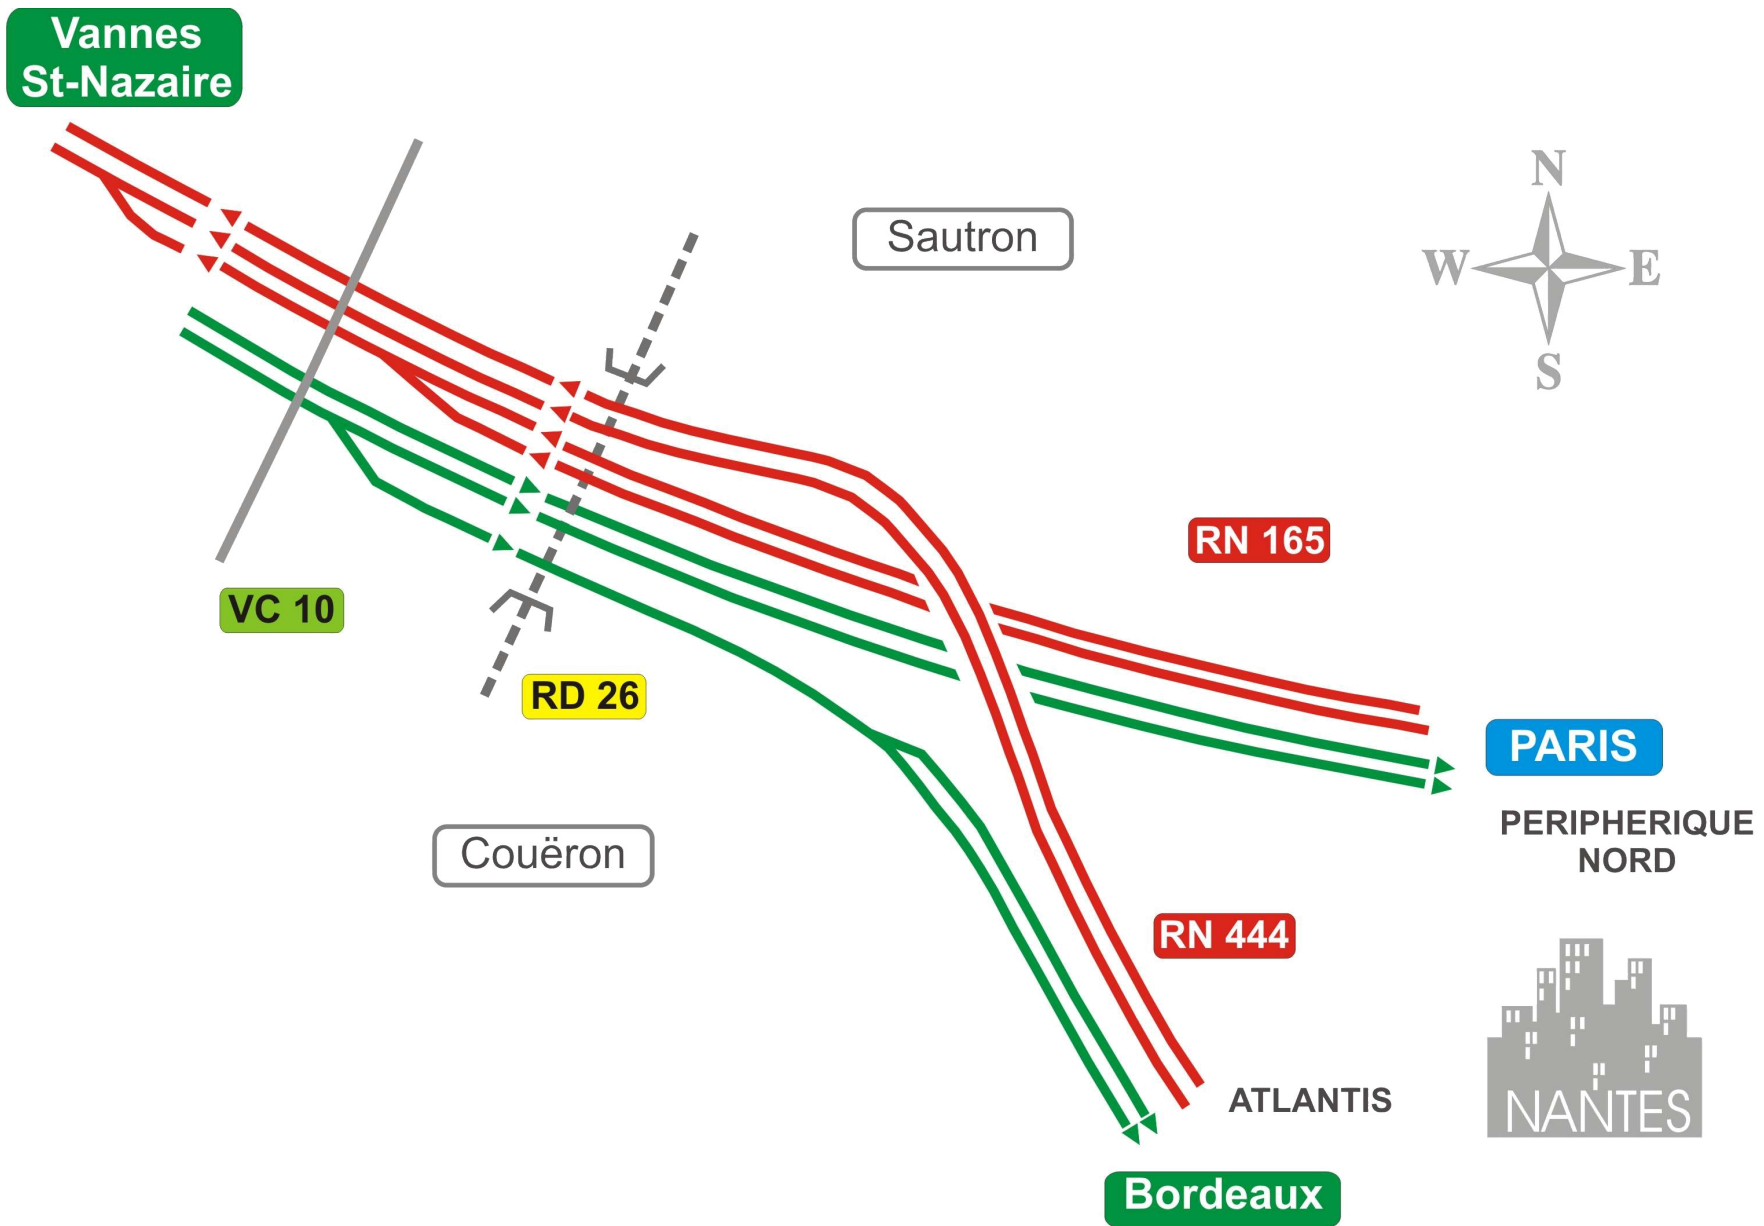 Vannes
St-Nazaire
N
Sautron
W
E
S
RN 165
VC 10
RD 26
PARIS
PERIPHERIQUE
NORD
Couëron
RN 444
ATLANTIS
NANTES
Bordeaux